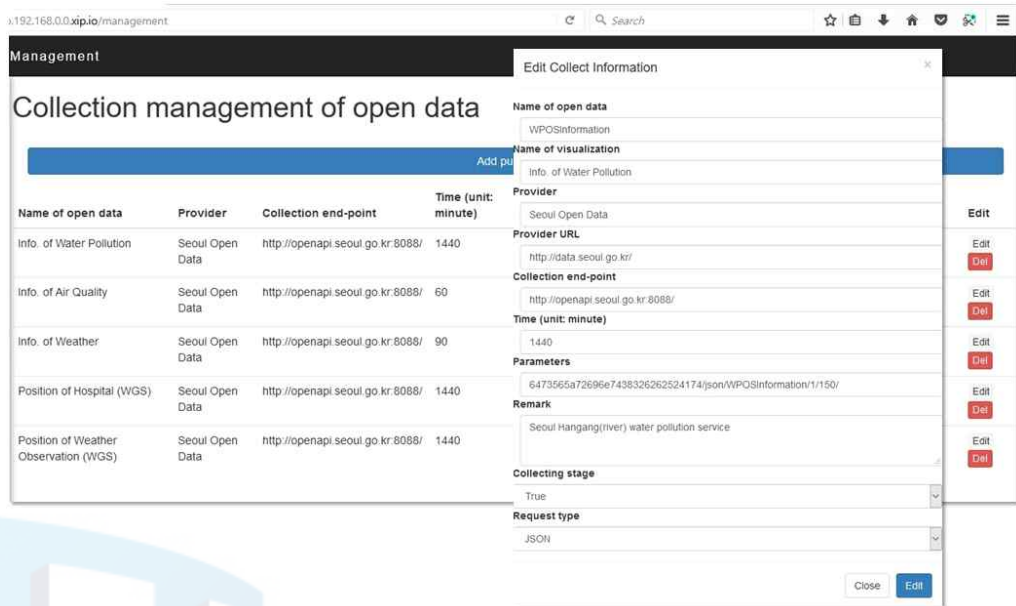 .192.168.0.0.xip.io/management
Search
Management
Collection management of open data
Add pu
Name of open data Provider Collection end-point Time (unit: minute) Edit
Info. of Water Pollution Seoul Open Data http://openapi.seoul.go.kr:8088/ 1440 Edit Del
Info. of Air Quality Seoul Open Data http://openapi.seoul.go.kr:8088/ 60 Edit Del
Info. of Weather Seoul Open Data http://openapi.seoul.go.kr:8088/ 90 Edit Del
Position of Hospital (WGS) Seoul Open Data http://openapi.seoul.go.kr:8088/ 1440 Edit Del
Position of Weather Observation (WGS) Seoul Open Data http://openapi.seoul.go.kr:8088/ 1440 Edit Del
Edit Collect Information ×
Name of open data
WPOSInformation
Name of visualization
Info. of Water Pollution
Provider
Seoul Open Data
Provider URL
http://data.seoul.go.kr/
Collection end-point
http://openapi.seoul.go.kr:8088/
Time (unit: minute)
1440
Parameters
6473565a72696e7438326262524174/json/WPOSInformation/1/150/
Remark
Seoul Hangang(river) water pollution service
Collecting stage
True
Request type
JSON
Close Edit